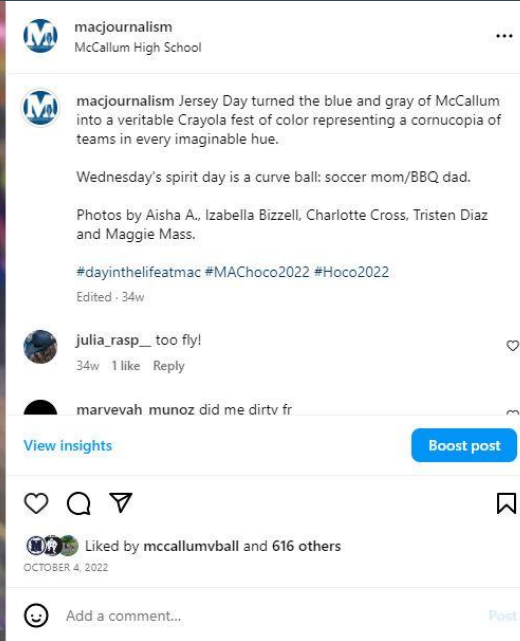 macjournalism
McCallum High School
macjournalism Jersey Day turned the blue and gray of McCallum
into a veritable Crayola fest of color representing a cornucopia of
teams in every imaginable hue.
Wednesday's spirit day is a curve ball: soccer mom/BBQ dad.
Photos by Aisha A., Izabella Bizzell, Charlotte Cross, Tristen Diaz
and Maggie Mass.
#dayinthelifeatmac #MAChoco2022 #Hoco2022
Edited · 34w
julia_rasp__ too fly!
34w 1 like Reply
marveyah_munoz did me dirty fr
View insights
Boost post
Liked by mccallumvball and 616 others
OCTOBER 4, 2022
Add a comment...
Post